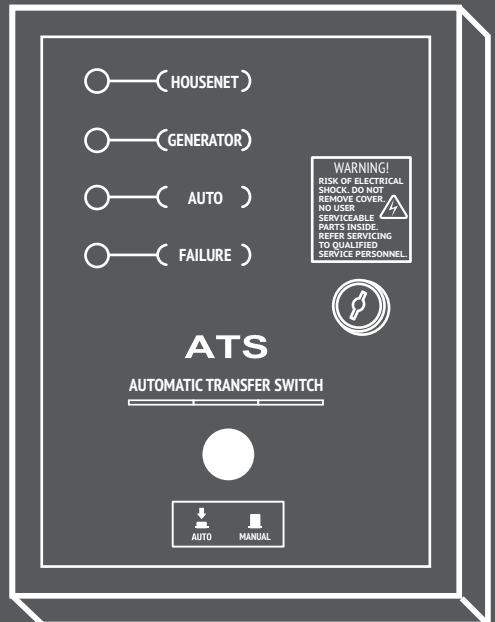 HOUSENET
GENERATOR
AUTO
FAILURE
WARNING!
RISK OF ELECTRICAL
SHOCK. DO NOT
REMOVE COVER.
NO USER
SERVICEABLE
PARTS INSIDE.
REFER SERVICING
TO QUALIFIED
SERVICE PERSONNEL.
ATS
AUTOMATIC TRANSFER SWITCH
AUTO MANUAL